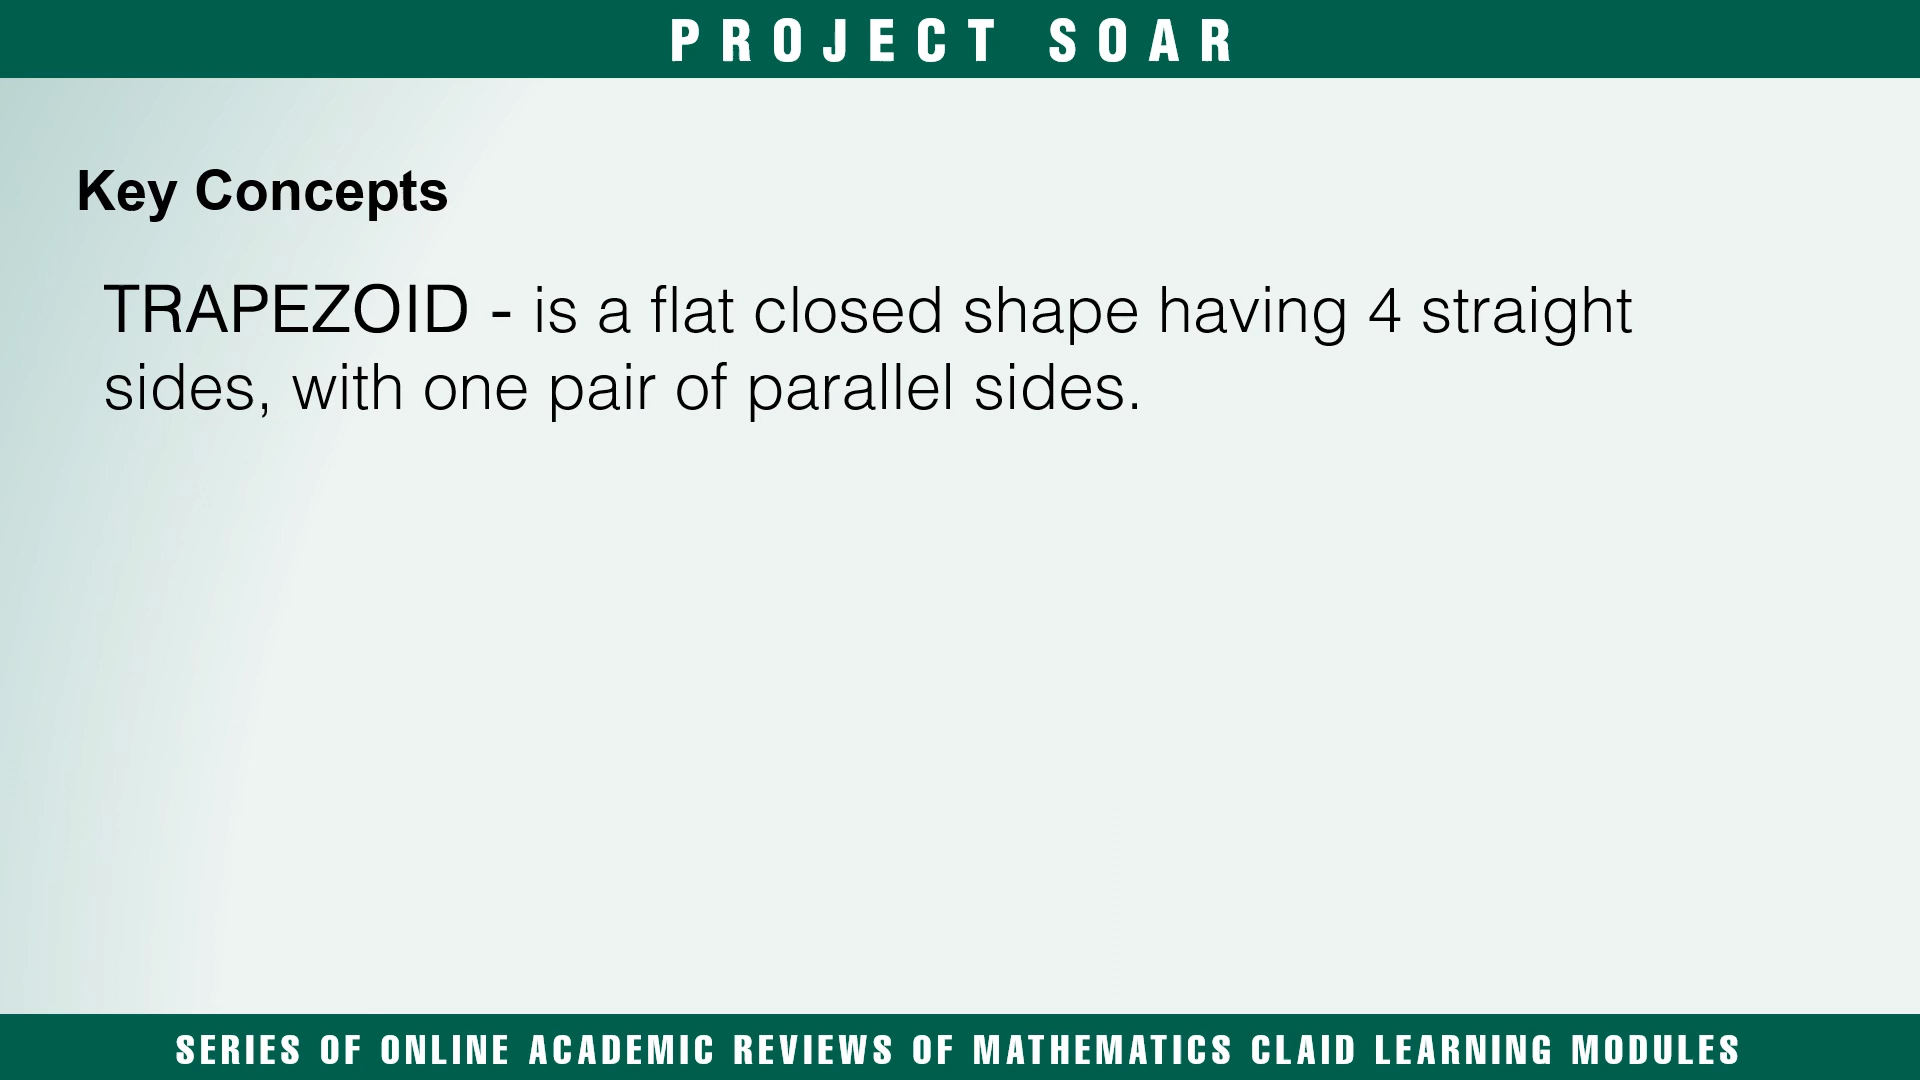 PROJECT SOAR
Key Concepts
TRAPEZOID - is a flat closed shape having 4 straight
sides, with one pair of parallel sides.
SERIES OF ONLINE ACADEMIC REVIEWS OF MATHEMATICS CLAID LEARNING MODULES